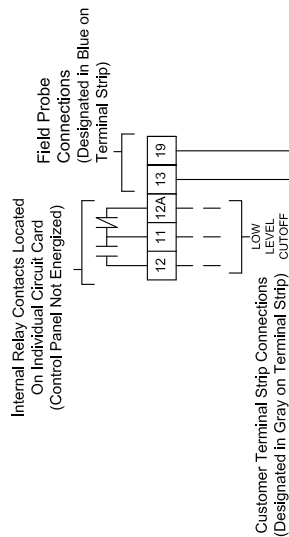 Internal Relay Contacts Located
On Individual Circuit Card
(Control Panel Not Energized)
Field Probe
Connections
(Designated in Blue on
Terminal Strip)
12
11
12A
13
19
LOW
LEVEL
CUTOFF
Customer Terminal Strip Connections
(Designated in Gray on Terminal Strip)